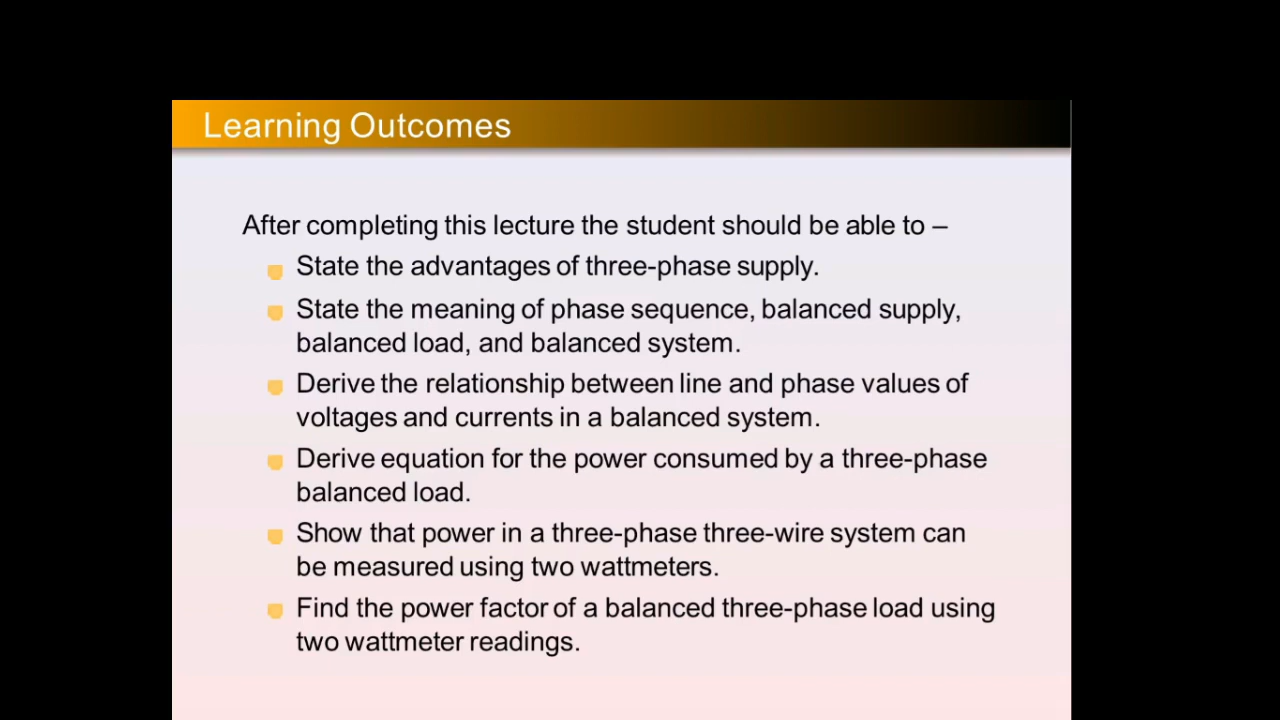 Learning Outcomes
After completing this lecture the student should be able to –
State the advantages of three-phase supply.
State the meaning of phase sequence, balanced supply,
balanced load, and balanced system.
Derive the relationship between line and phase values of
voltages and currents in a balanced system.
Derive equation for the power consumed by a three-phase
balanced load.
Show that power in a three-phase three-wire system can
be measured using two wattmeters.
Find the power factor of a balanced three-phase load using
two wattmeter readings.